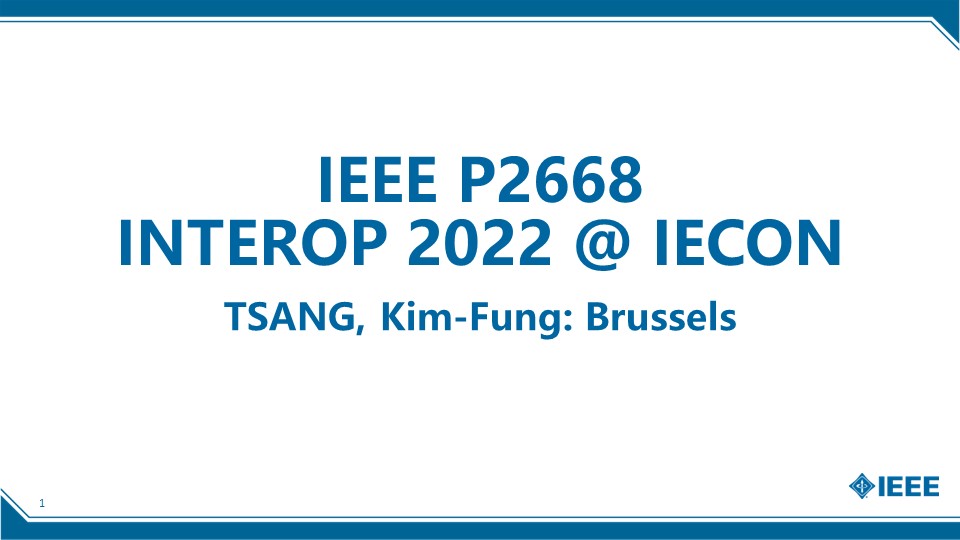 IEEE P2668
INTEROP 2022 @ IECON
TSANG, Kim-Fung: Brussels
IEEE
1